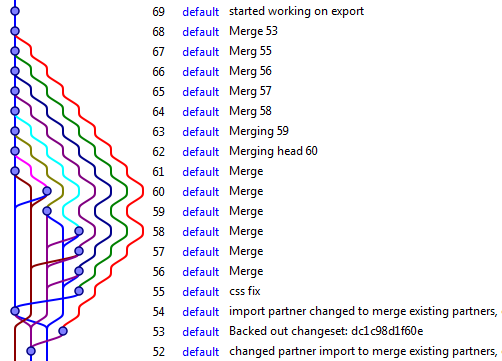 69 default started working on export
68 default Merge 53
67 default Merg 55
66 default Merg 56
65 default Merg 57
64 default Merg 58
63 default Merging 59
62 default Merging head 60
61 default Merge
60 default Merge
59 default Merge
58 default Merge
57 default Merge
56 default Merge
55 default css fix
54 default import partner changed to merge existing partners,
53 default Backed out changeset: dc1c98d1f60e
52 default changed partner import to merge existing partners,